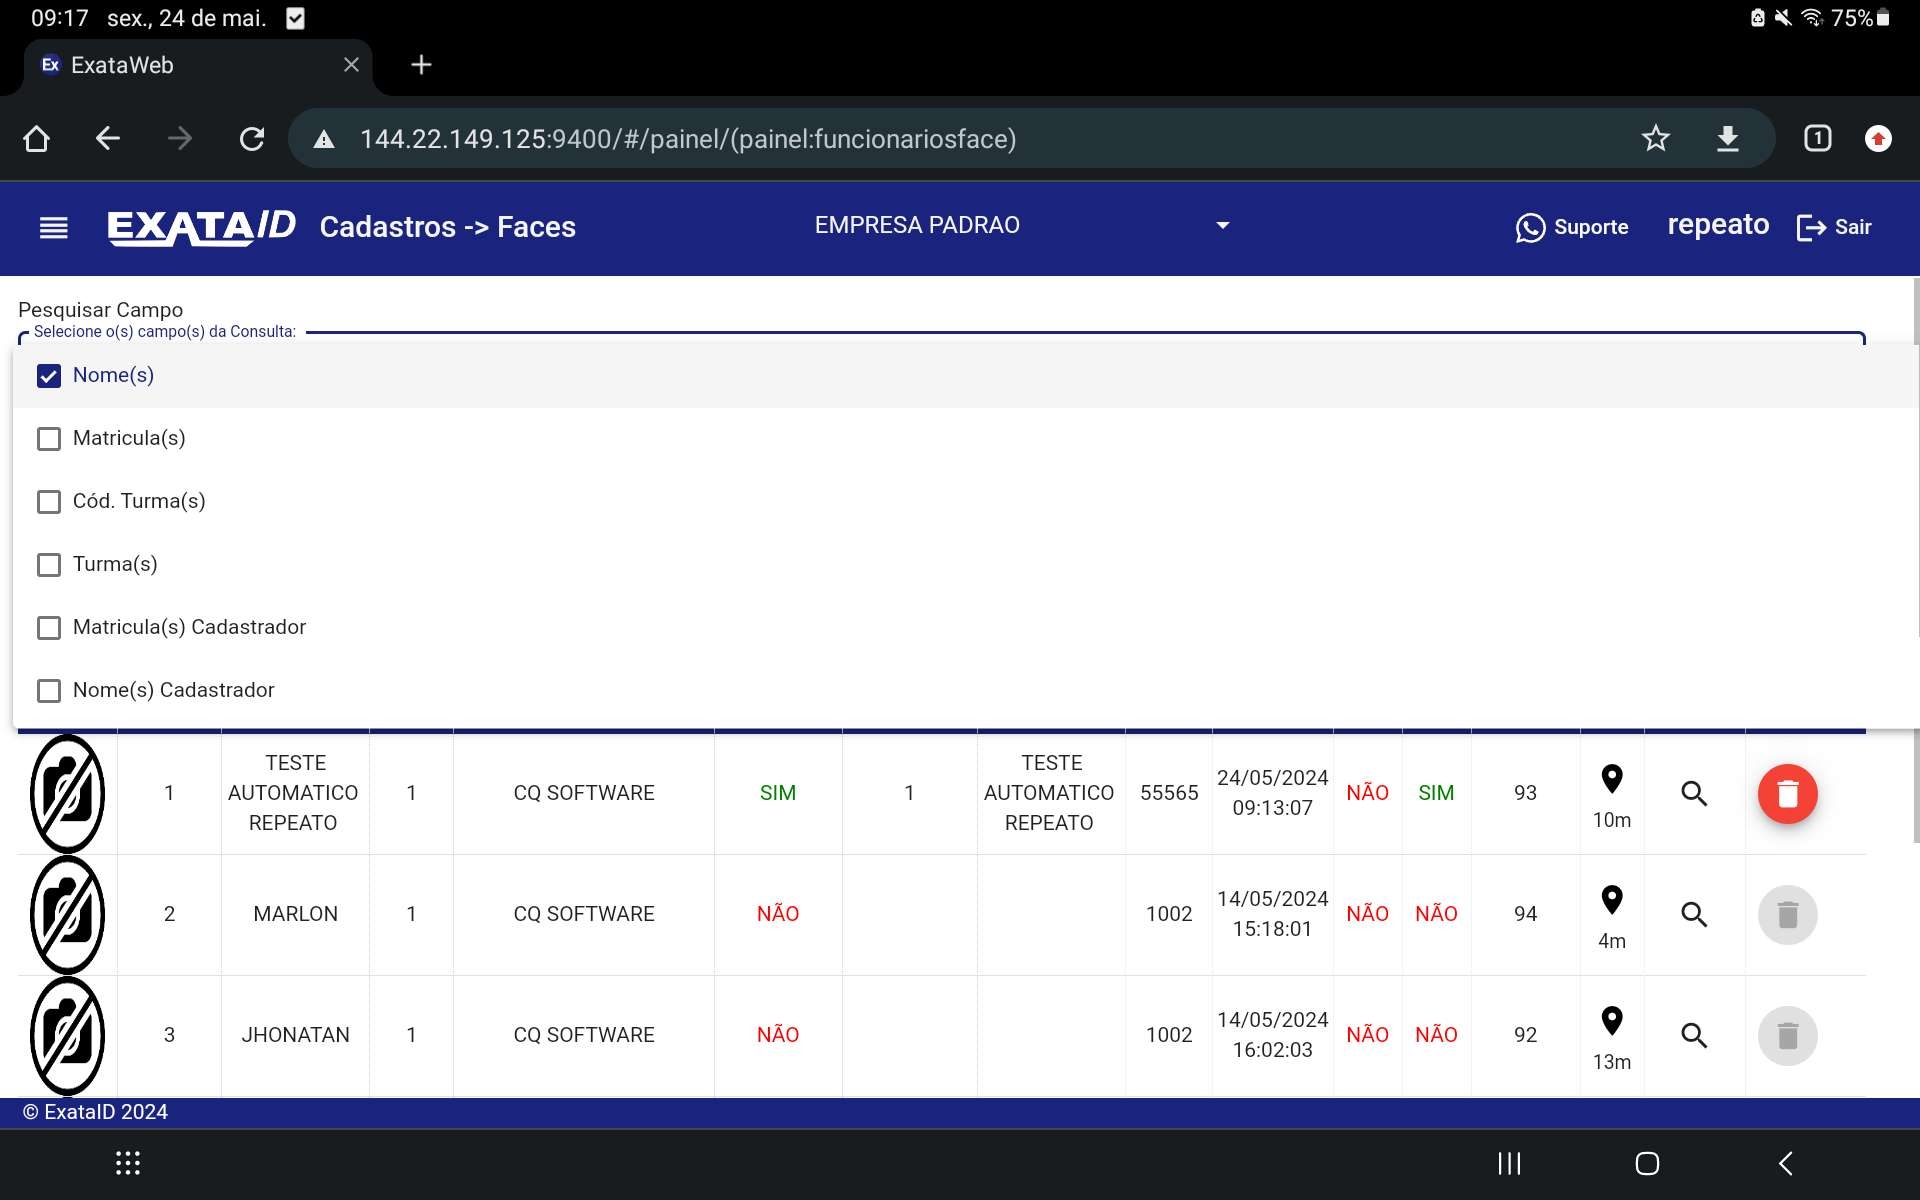 09:17 sex., 24 de mai. 75%
Ex ExataWeb
144.22.149.125:9400/#/painel/(painel:funcionariosface) 1
EXATAID Cadastros -> Faces EMPRESA PADRAO Suporte repeato Sair
Pesquisar Campo
Selecione o(s) campo(s) da Consulta:
Nome(s)
Matricula(s)
Cód. Turma(s)
Turma(s)
Matricula(s) Cadastrador
Nome(s) Cadastrador
1 TESTE AUTOMATICO REPEATO 1 CQ SOFTWARE SIM 1 TESTE AUTOMATICO REPEATO 55565 24/05/2024 09:13:07 NÃO SIM 93 10m
2 MARLON 1 CQ SOFTWARE NÃO 1002 14/05/2024 15:18:01 NÃO NÃO 94 4m
3 JHONATAN 1 CQ SOFTWARE NÃO 1002 14/05/2024 16:02:03 NÃO NÃO 92 13m
© ExataID 2024